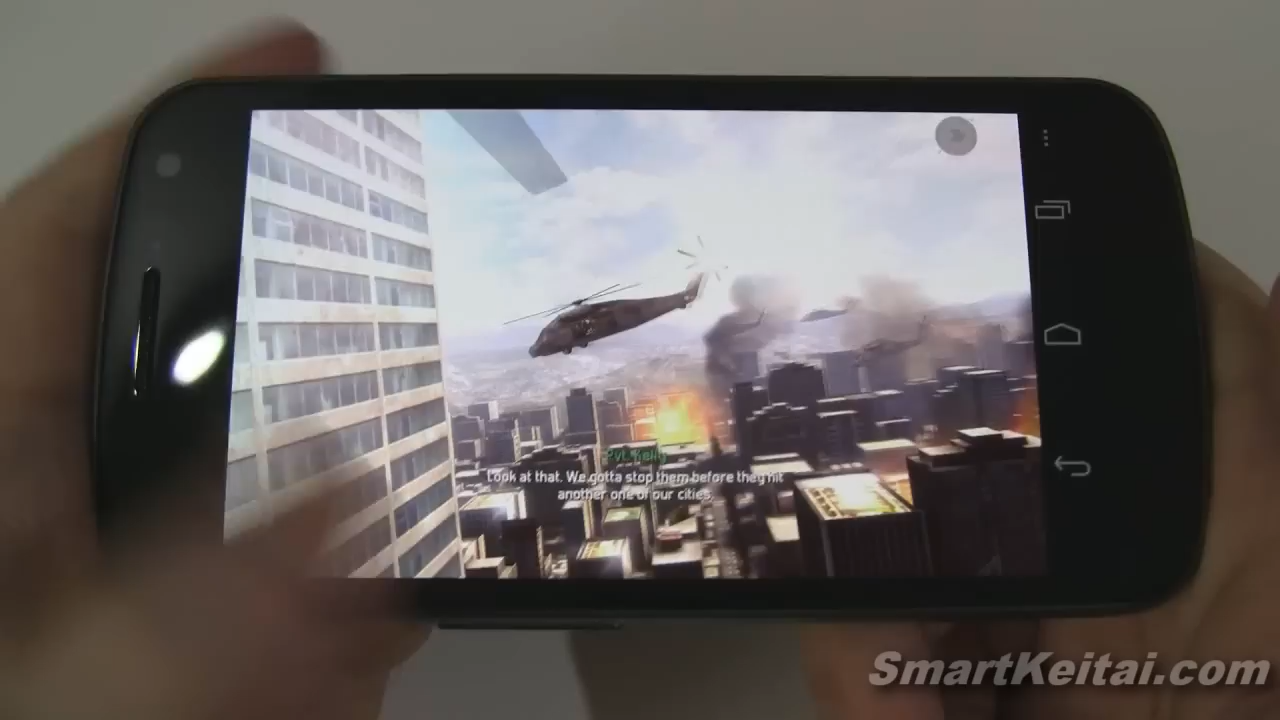 Pvt. Kelly
Look at that. We gotta stop them before they hit
another one of our cities.
SmartKeitai.com